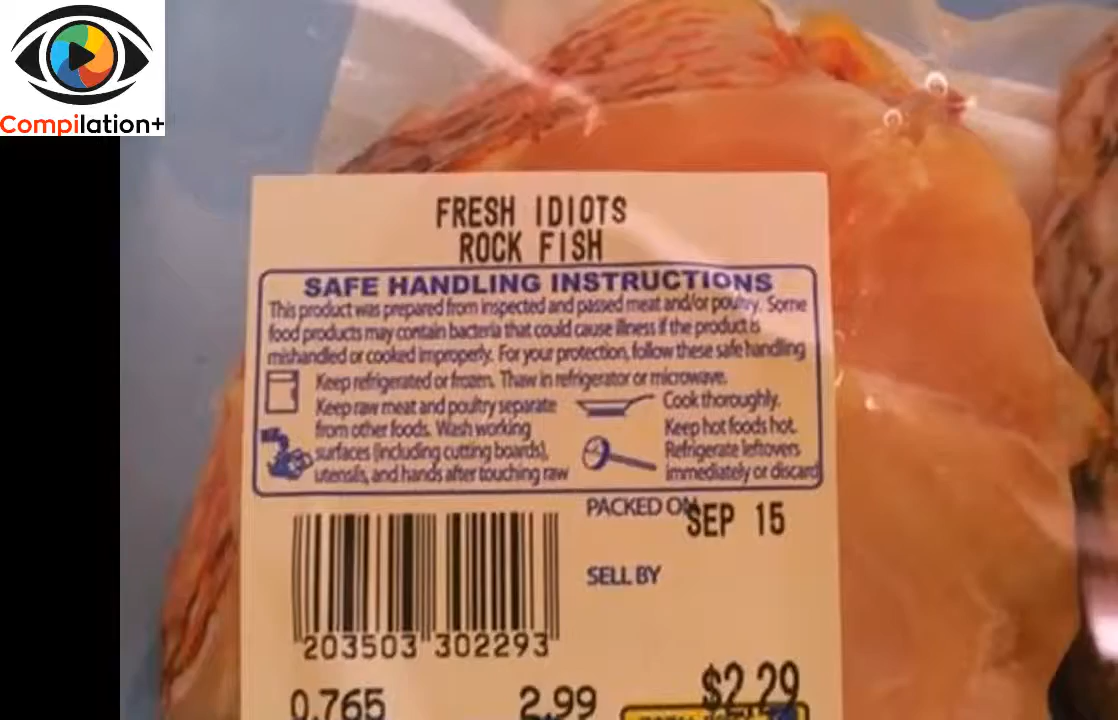 Compilation+
FRESH IDIOTS
ROCK FISH
SAFE HANDLING INSTRUCTIONS
This product was prepared from inspected and passed meat and/or poultry. Some
food products may contain bacteria that could cause illness if the product is
mishandled or cooked improperly. For your protection, follow these safe handling
Keep refrigerated or frozen. Thaw in refrigerator or microwave.
Keep raw meat and poultry separate
from other foods. Wash working
surfaces (including cutting boards),
utensils, and hands after touching raw
Cook thoroughly.
Keep hot foods hot.
Refrigerate leftovers
immediately or discard
PACKED ON
SEP 15
SELL BY
203503 302293
0.765
2.99
$2.29